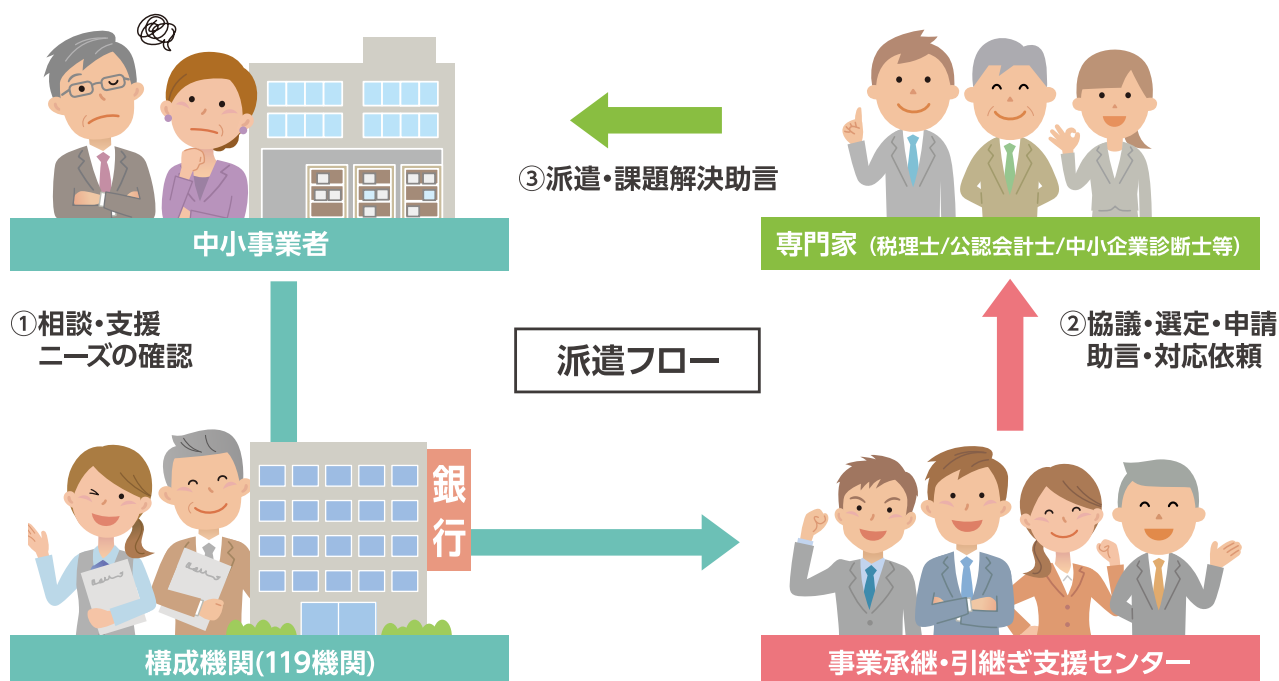 ③派遣・課題解決助言
中小事業者
専門家（税理士/公認会計士/中小企業診断士等）
①相談・支援
ニーズの確認
派遣フロー
②協議・選定・申請
助言・対応依頼
銀行
構成機関(119機関)
事業承継・引継ぎ支援センター